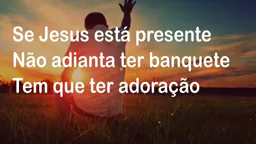 Se Jesus está presente
Não adianta ter banquete
Tem que ter adoração